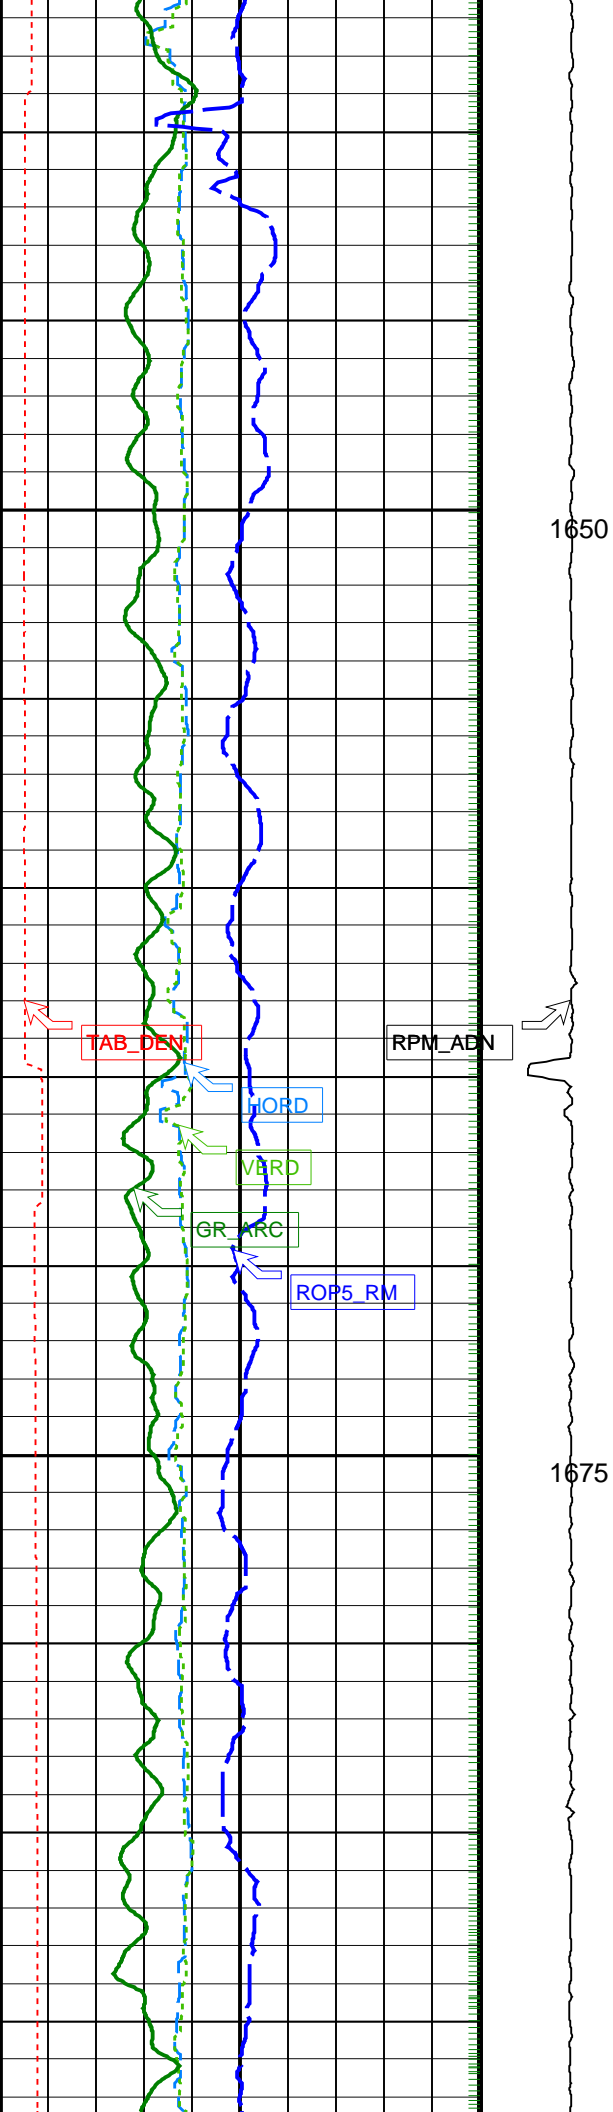 1650
TAB_DEN
RPM_ADN
HORD
VERD
GR_ARC
ROP5_RM
1675